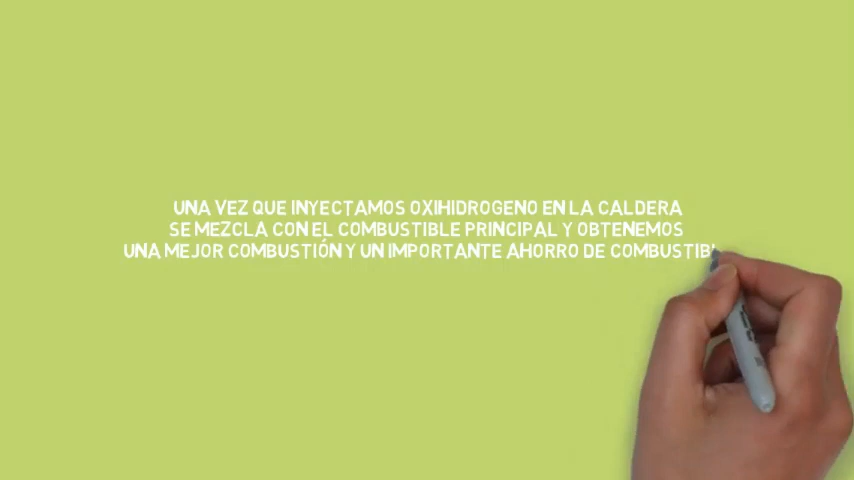 UNA VEZ QUE INYECTAMOS OXIHIDROGENO EN LA CALDERA
SE MEZCLA CON EL COMBUSTIBLE PRINCIPAL Y OBTENEMOS
UNA MEJOR COMBUSTIÓN Y UN IMPORTANTE AHORRO DE